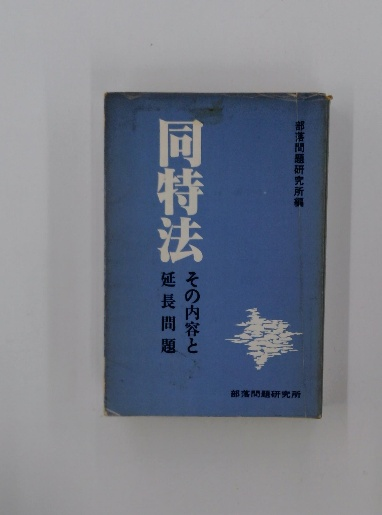 部落問題研究所編
同特法
その内容と
延長問題
部落問題研究所